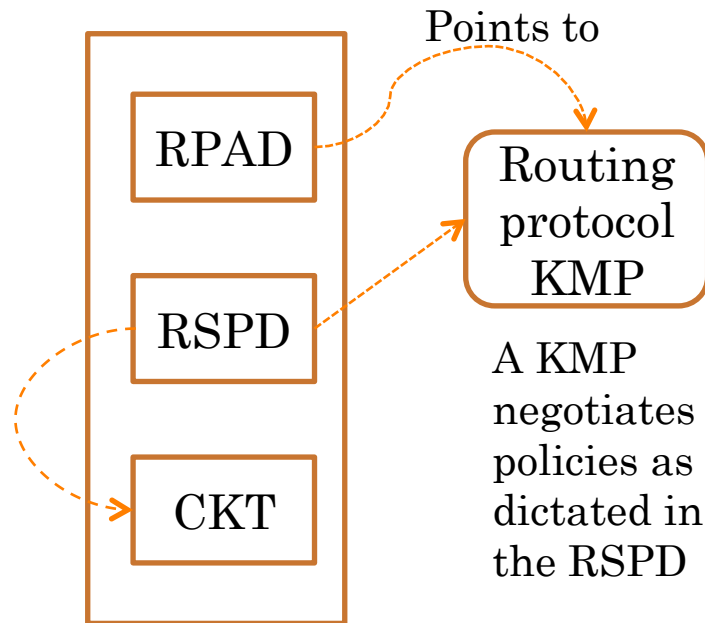 Points to
RPAD
Routing
protocol
KMP
RSPD
A KMP
negotiates
policies as
dictated in
the RSPD
CKT